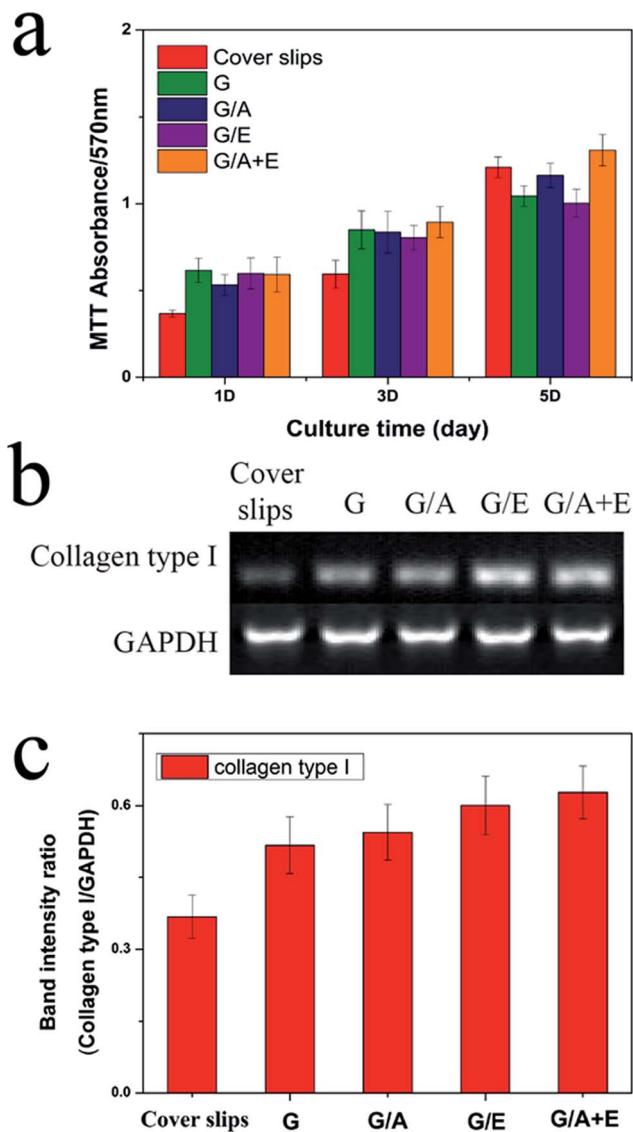 a
2
1
0
Cover slips
G
G/A
G/E
G/A+E
MTT Absorbance/570nm
1D 3D 5D
Culture time (day)
b
Cover
slips G G/A G/E G/A+E
Collagen type I
GAPDH
c
collagen type I
0.6
0.3
0.0
Band intensity ratio
(Collagen type I/GAPDH)
Cover slips G G/A G/E G/A+E